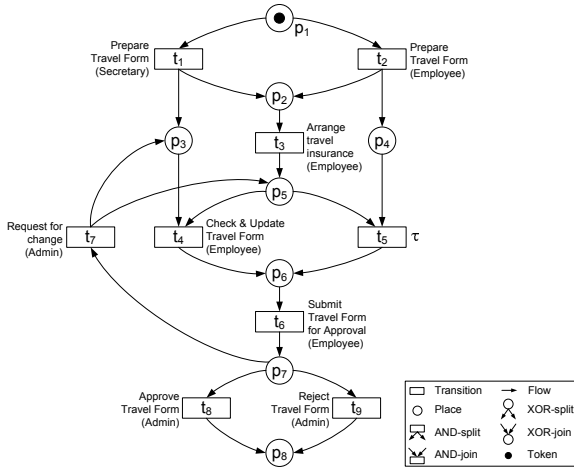 p1
Prepare
Travel Form
(Secretary)
t1
t2
Prepare
Travel Form
(Employee)
p2
p3
t3
Arrange
travel
insurance
(Employee)
p4
p5
Request for
change
(Admin)
t7
t4
Check & Update
Travel Form
(Employee)
t5
τ
p6
t6
Submit
Travel Form
for Approval
(Employee)
p7
Approve
Travel Form
(Admin)
t8
Reject
Travel Form
(Admin)
t9
p8
Transition
Flow
Place
XOR-split
AND-split
XOR-join
AND-join
Token